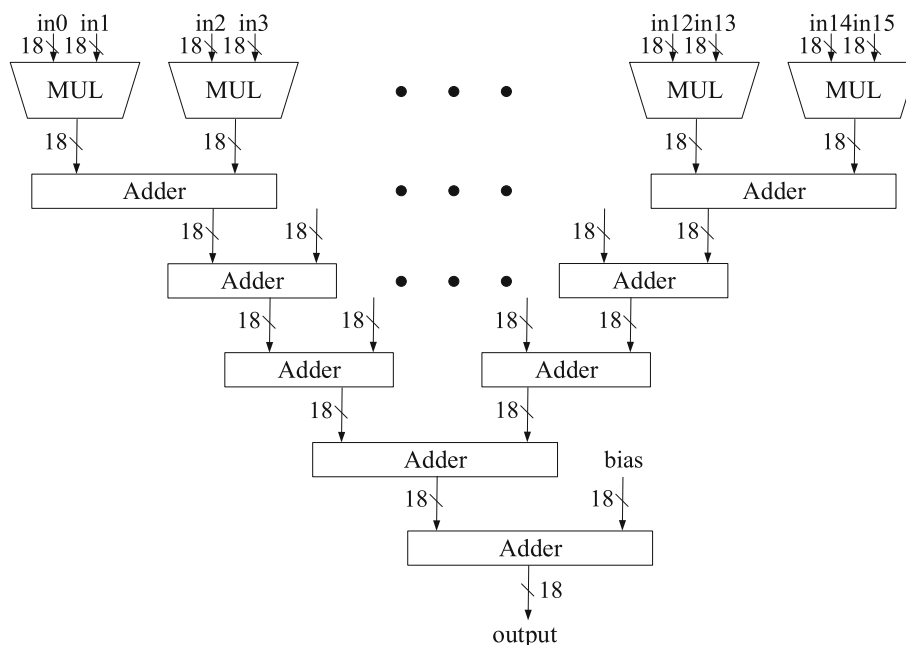 in0 in1 in2 in3 in12in13 in14in15
18 18 18 18 18 18 18 18
MUL MUL MUL MUL
18 18 18 18
Adder Adder
18 18 18 18
Adder Adder
18 18 18 18
Adder Adder
18 18
Adder bias
18 18
Adder
18
output